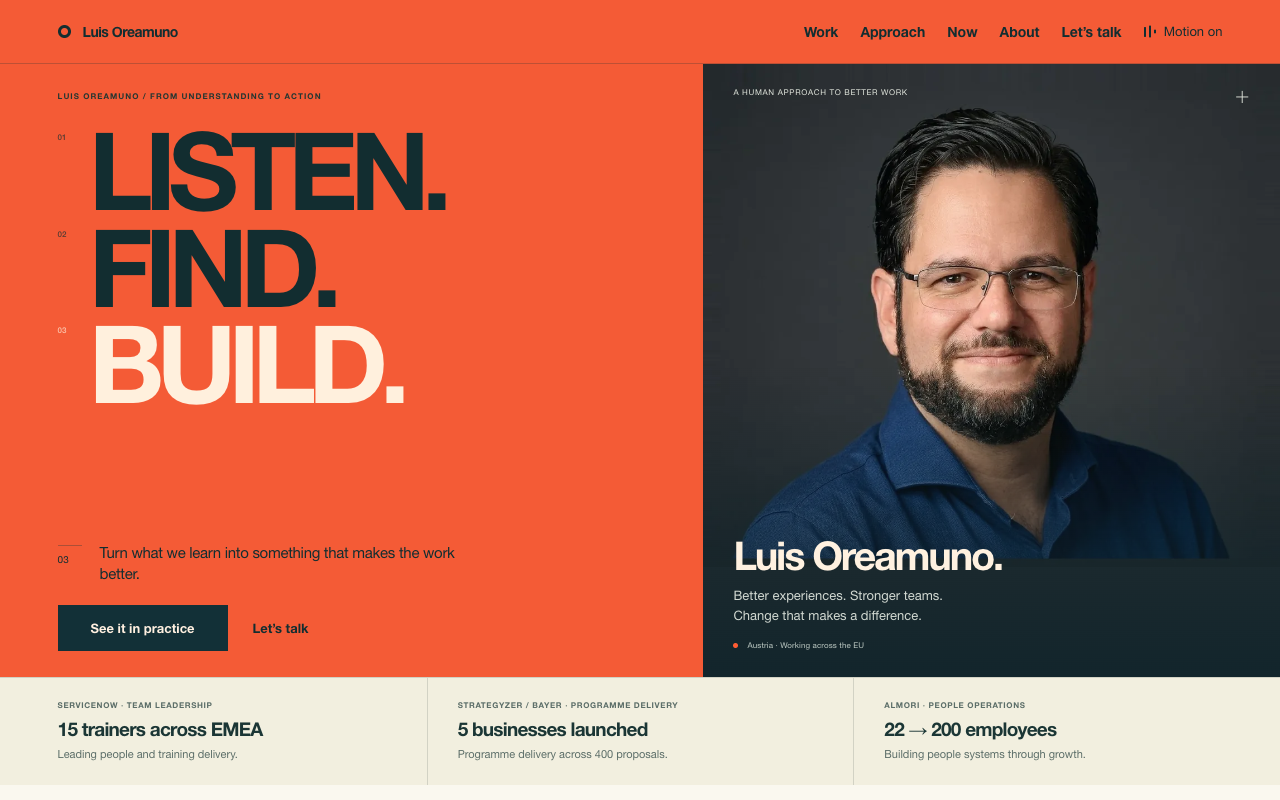 Luis Oreamuno
Work Approach Now About Let's talk Motion on
LUIS OREAMUNO / FROM UNDERSTANDING TO ACTION
01
LISTEN.
02
FIND.
03
BUILD.
03
Turn what we learn into something that makes the work
better.
See it in practice
Let's talk
A HUMAN APPROACH TO BETTER WORK
Luis Oreamuno.
Better experiences. Stronger teams.
Change that makes a difference.
Austria · Working across the EU
SERVICENOW · TEAM LEADERSHIP
15 trainers across EMEA
Leading people and training delivery.
STRATEGYZER / BAYER · PROGRAMME DELIVERY
5 businesses launched
Programme delivery across 400 proposals.
ALMORI · PEOPLE OPERATIONS
22 → 200 employees
Building people systems through growth.